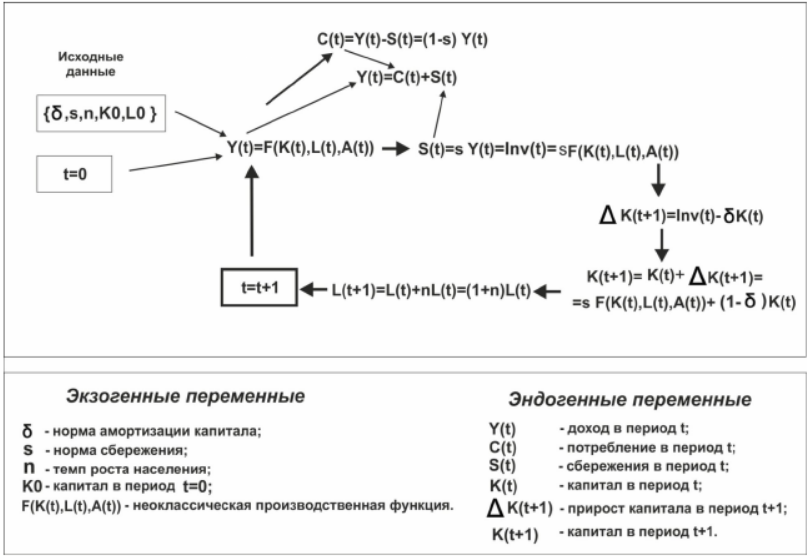 C(t)=Y(t)-S(t)=(1-s) Y(t)
Исходные
данные
Y(t)=C(t)+S(t)
{δ,s,n,K0,L0 }
Y(t)=F(K(t),L(t),A(t))
S(t)=s Y(t)=Inv(t)= sF(K(t),L(t),A(t))
t=0
Δ K(t+1)=Inv(t)-δK(t)
K(t+1)= K(t)+ ΔK(t+1)=
=s F(K(t),L(t),A(t))+ (1-δ )K(t)
L(t+1)=L(t)+nL(t)=(1+n)L(t)
t=t+1
Экзогенные переменные
δ - норма амортизации капитала;
s - норма сбережения;
n - темп роста населения;
K0 - капитал в период t=0;
F(K(t),L(t),A(t)) - неоклассическая производственная функция.
Эндогенные переменные
Y(t) - доход в период t;
C(t) - потребление в период t;
S(t) - сбережения в период t;
K(t) - капитал в период t;
Δ K(t+1) - прирост капитала в период t+1;
K(t+1) - капитал в период t+1.